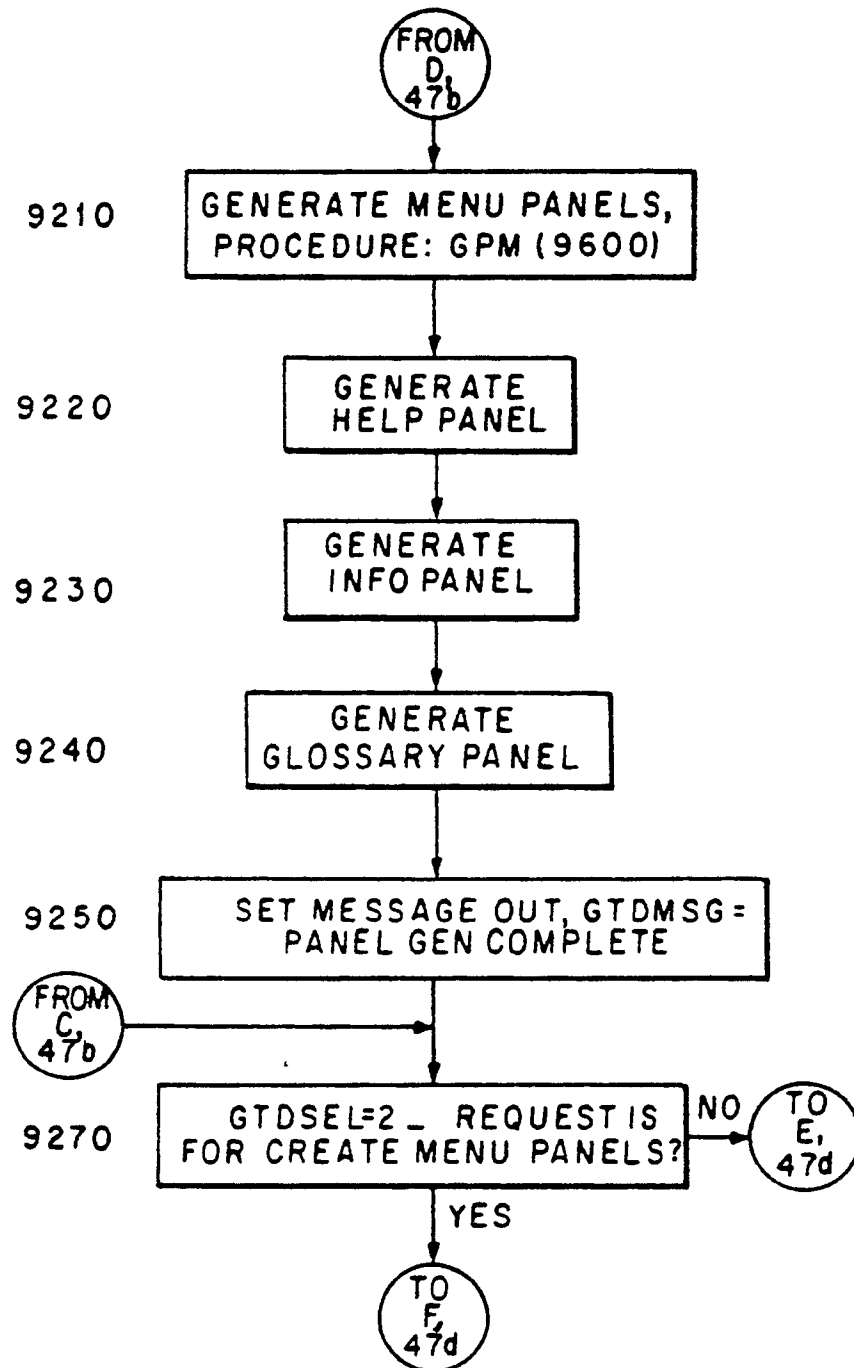 FROM
D,
47b
9210
GENERATE MENU PANELS,
PROCEDURE: GPM (9600)
9220
GENERATE
HELP PANEL
9230
GENERATE
INFO PANEL
9240
GENERATE
GLOSSARY PANEL
9250
SET MESSAGE OUT, GTDMSG =
PANEL GEN COMPLETE
FROM
C,
47b
9270
GTDSEL=2 _ REQUEST IS
FOR CREATE MENU PANELS?
NO
TO
E,
47d
YES
TO
F,
47d